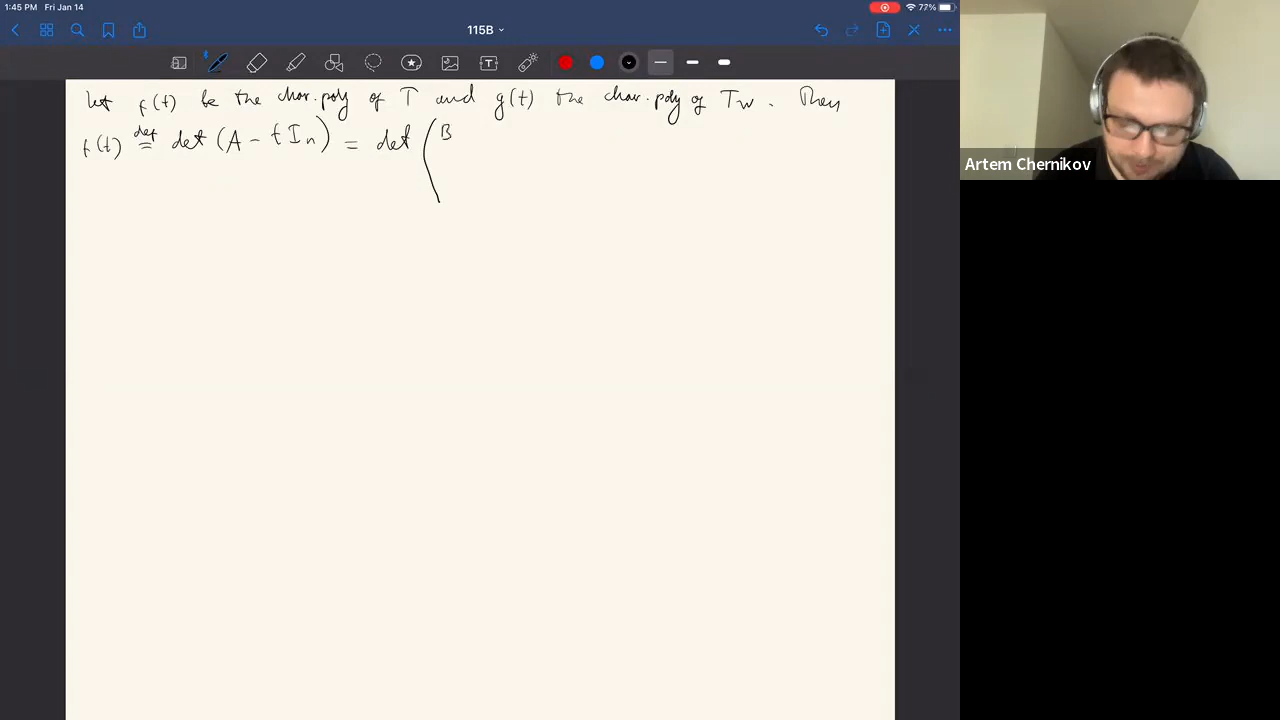 1:45 PM Fri Jan 14
77%
115B
Let f(t) be the char. poly of T and g(t) the char. poly of T_W. Then
f(t) def= det (A - t I_n) = det ( B
Artem Chernikov